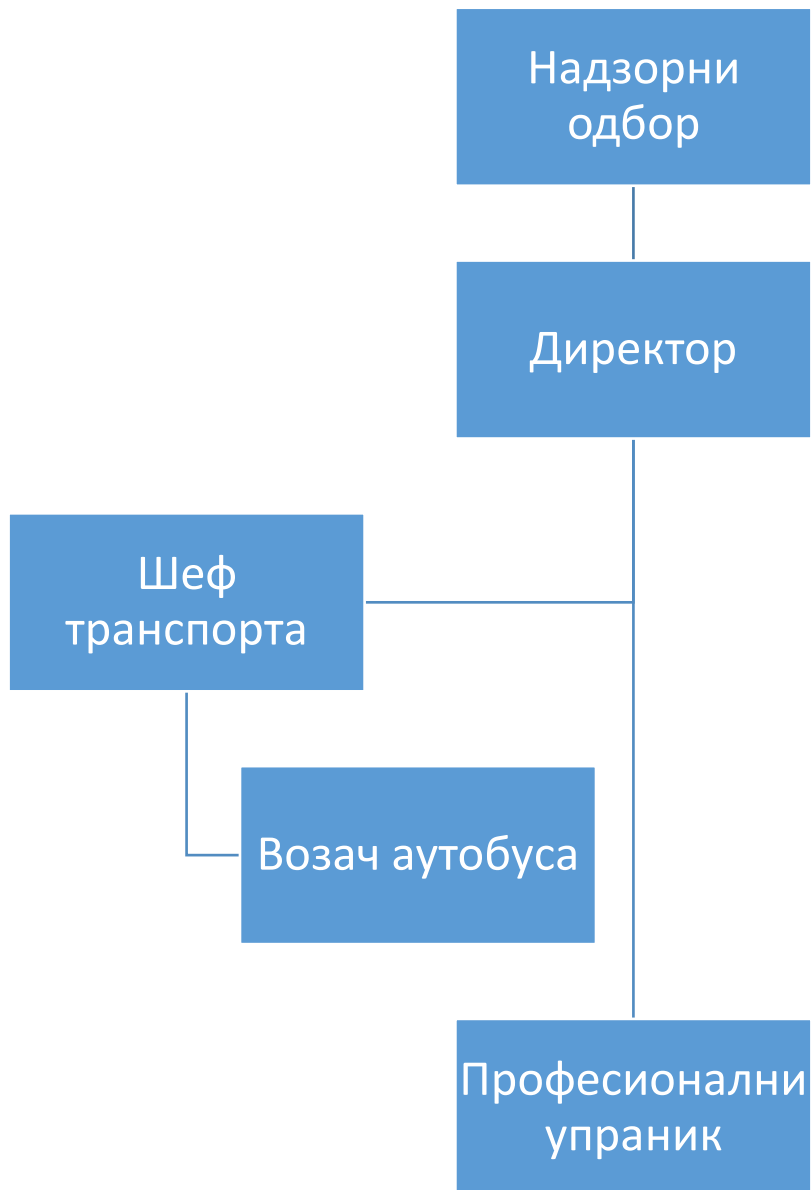 Надзорни
одбор
Директор
Шеф
транспорта
Возач аутобуса
Професионални
упраник